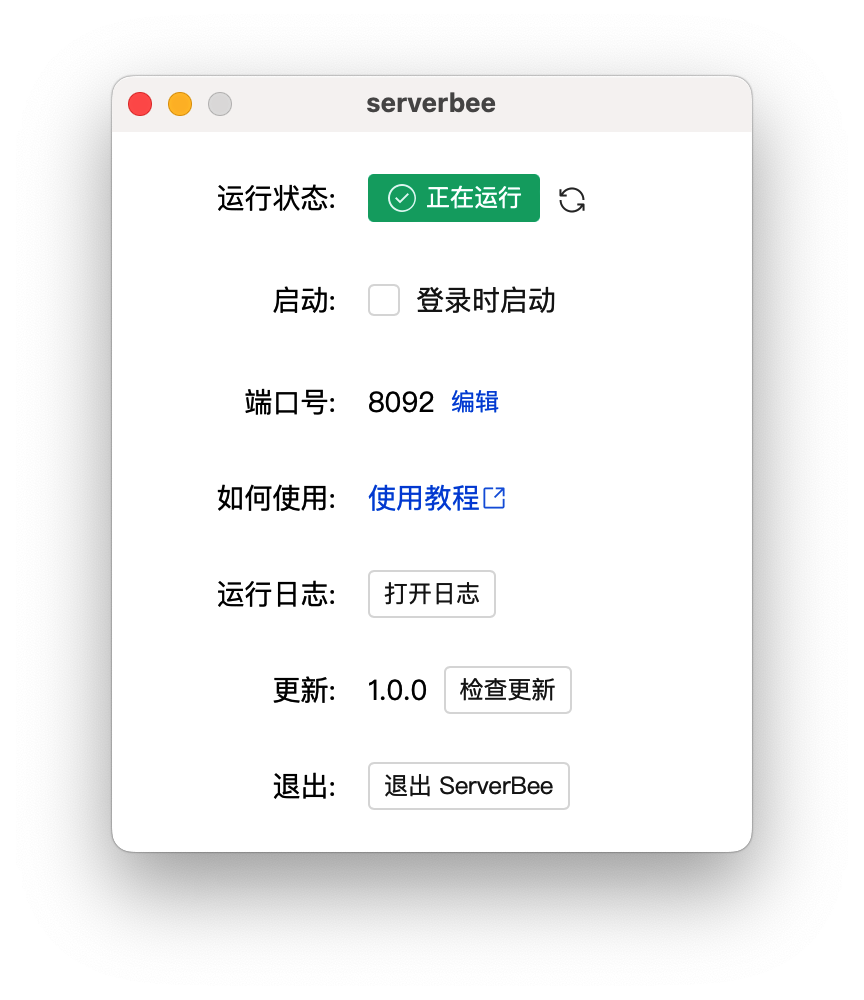 serverbee
运行状态: 正在运行
启动: 登录时启动
端口号: 8092 编辑
如何使用: 使用教程
运行日志: 打开日志
更新: 1.0.0 检查更新
退出: 退出 ServerBee